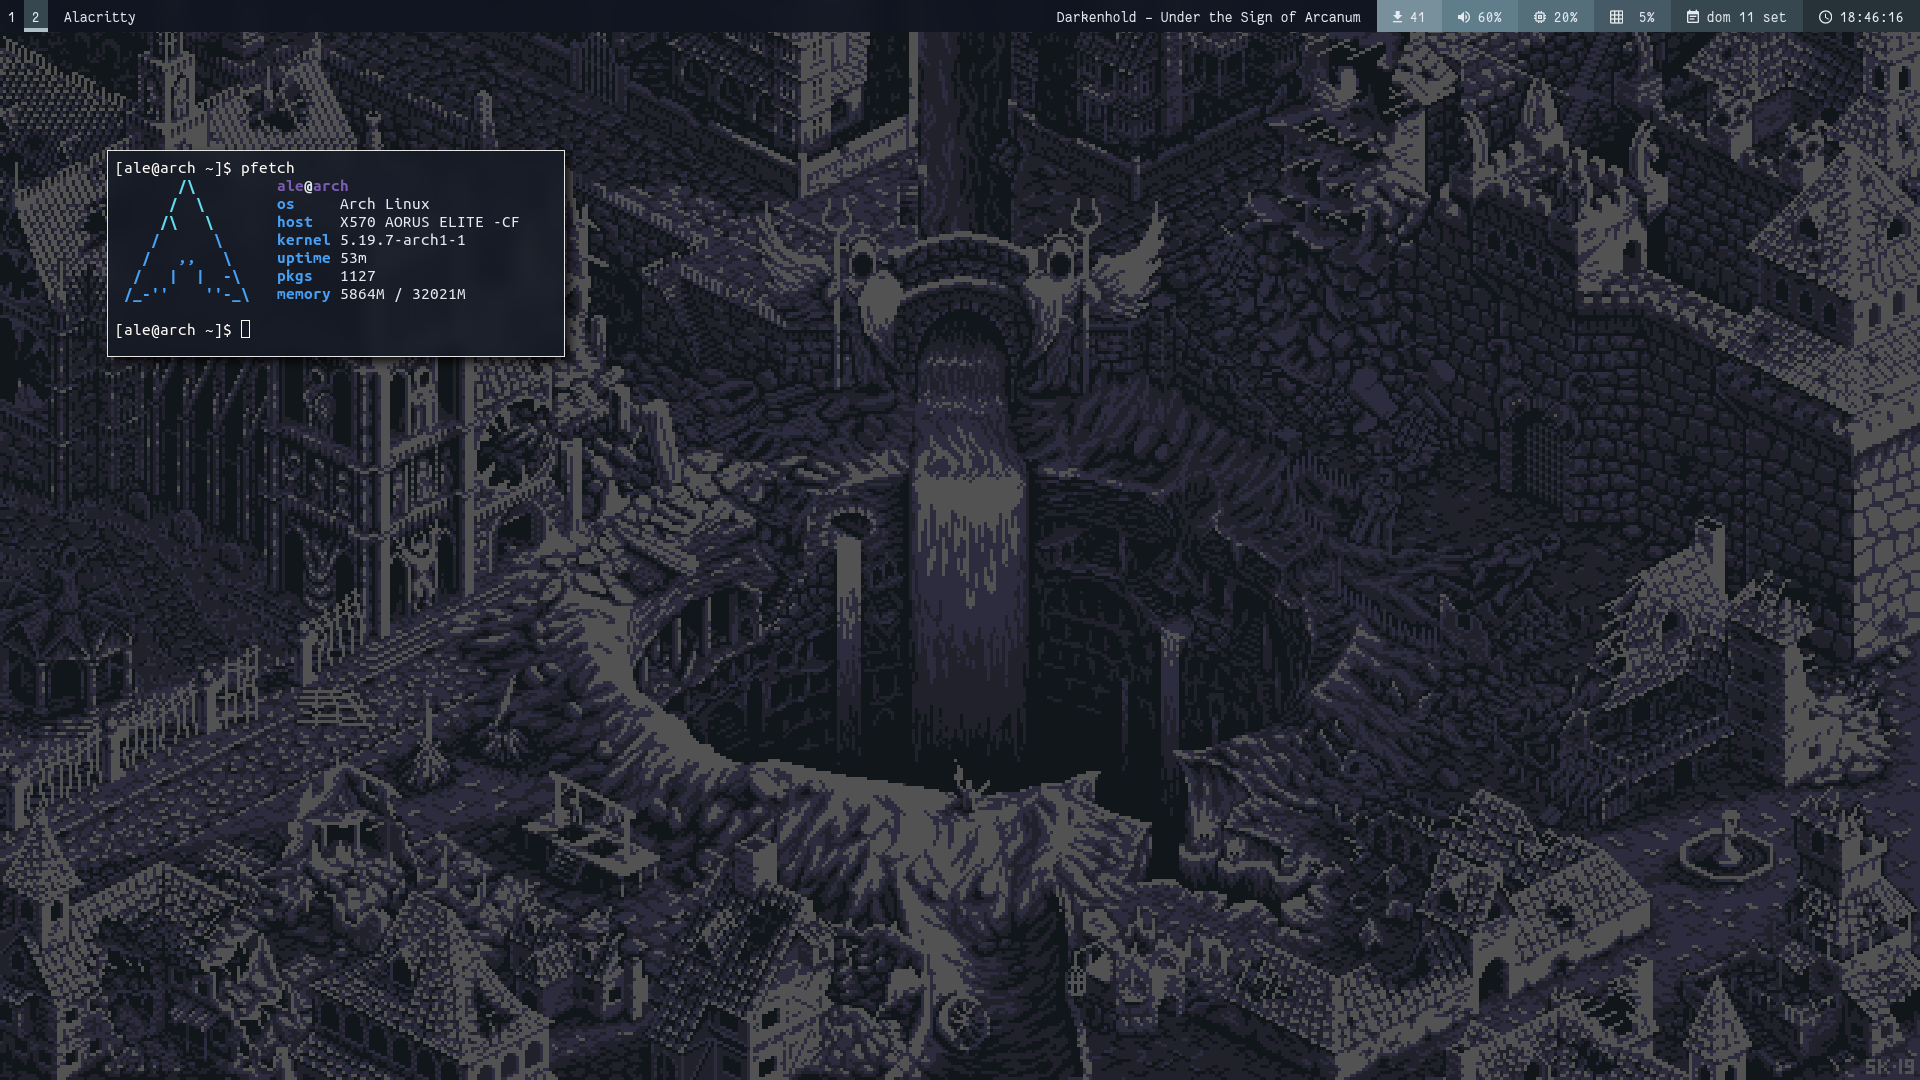 1 2 Alacritty Darkenhold – Under the Sign of Arcanum 41 60% 20% 5% dom 11 set 18:46:16
[ale@arch ~]$ pfetch
ale@arch
os Arch Linux
host X570 AORUS ELITE -CF
kernel 5.19.7-arch1-1
uptime 53m
pkgs 1127
memory 5864M / 32021M
[ale@arch ~]$
SK·19